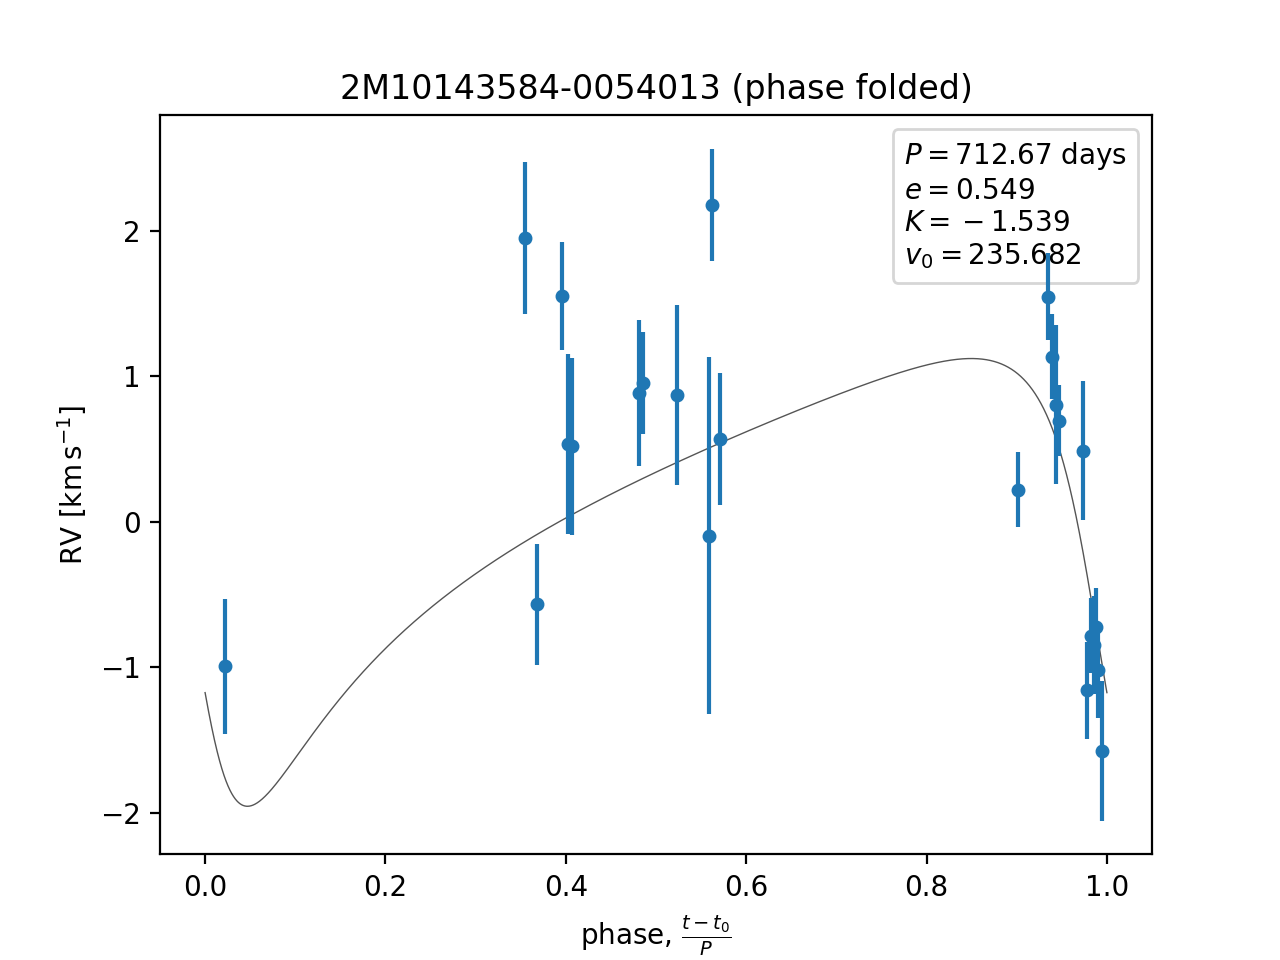 2M10143584-0054013 (phase folded)
P = 712.67 days
e = 0.549
K = −1.539
v₀ = 235.682
RV [km s⁻¹]
2
1
0
−1
−2
0.0 0.2 0.4 0.6 0.8 1.0
phase, (t − t₀)/P